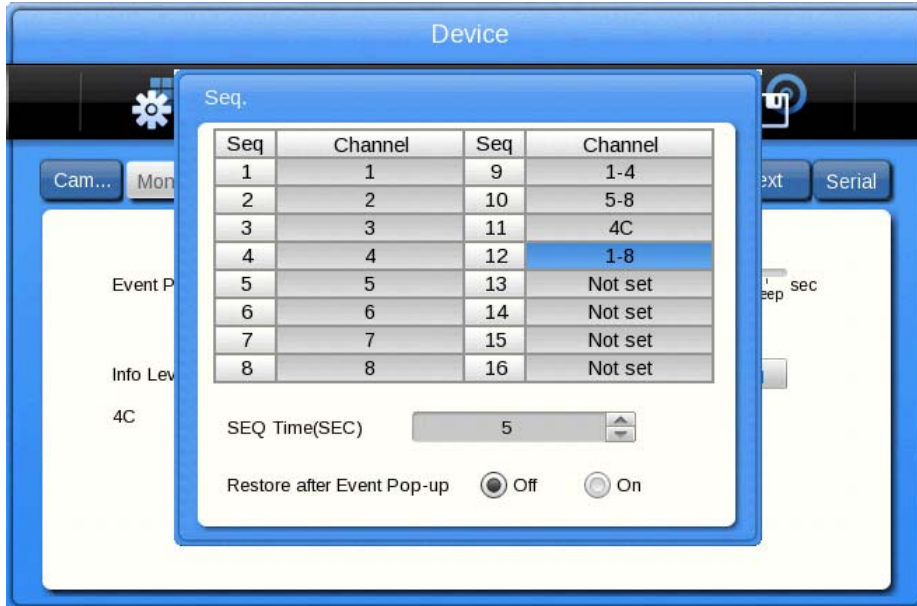 Device
Seq.
Cam...
Mon
ext
Serial
Seq Channel Seq Channel
1 1 9 1-4
2 2 10 5-8
3 3 11 4C
4 4 12 1-8
5 5 13 Not set
6 6 14 Not set
7 7 15 Not set
8 8 16 Not set
Event P
eep sec
Info Lev
4C
SEQ Time(SEC) 5
Restore after Event Pop-up Off On